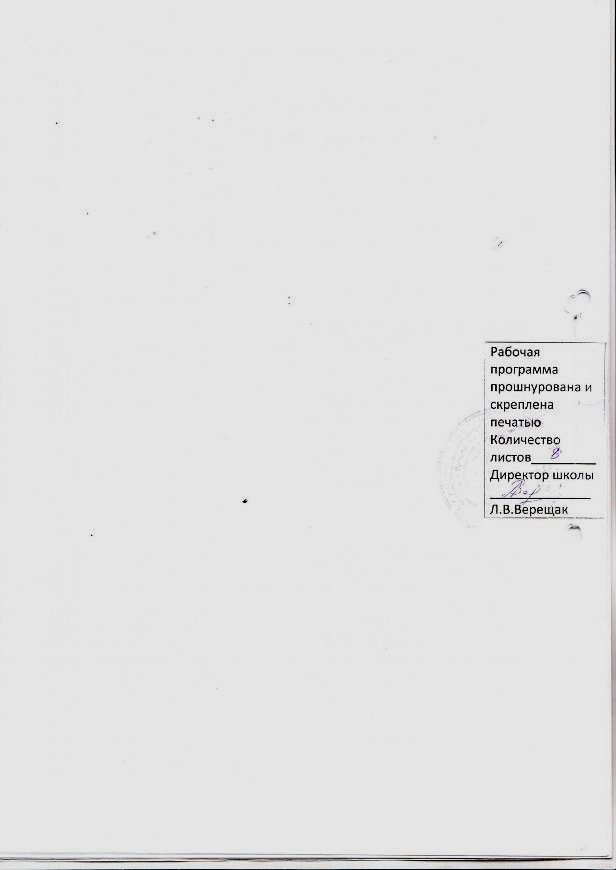 Рабочая
программа
прошнурована и
скреплена
печатью
Количество
листов 8
Директор школы
Л.В.Верещак